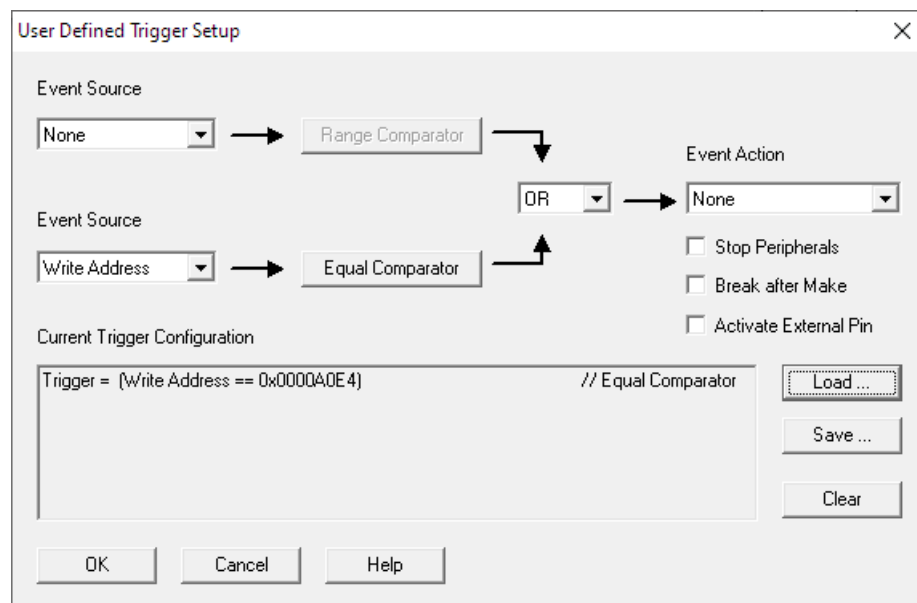 User Defined Trigger Setup
Event Source
None
Range Comparator
Event Action
OR
None
Event Source
Stop Peripherals
Write Address
Equal Comparator
Break after Make
Activate External Pin
Current Trigger Configuration
Trigger = (Write Address == 0x0000A0E4) // Equal Comparator
Load ...
Save ...
Clear
OK
Cancel
Help